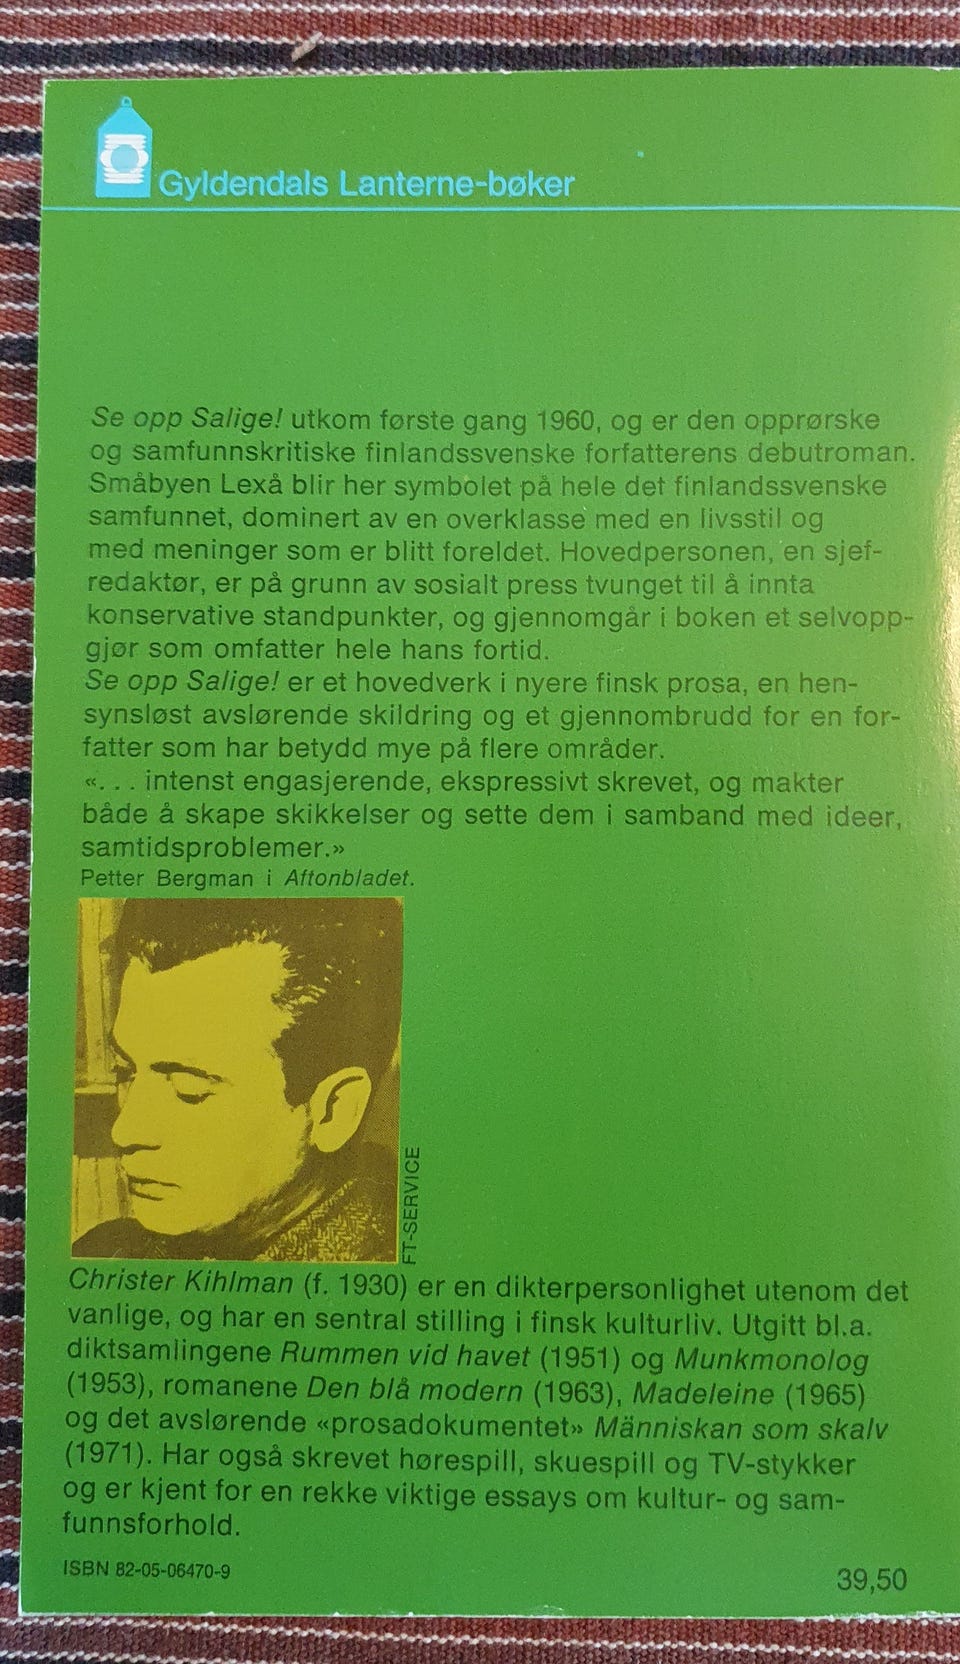 Gyldendals Lanterne-bøker
Se opp Salige! utkom første gang 1960, og er den opprørske
og samfunnskritiske finlandssvenske forfatterens debutroman.
Småbyen Lexå blir her symbolet på hele det finlandssvenske
samfunnet, dominert av en overklasse med en livsstil og
med meninger som er blitt foreldet. Hovedpersonen, en sjef-
redaktør, er på grunn av sosialt press tvunget til å innta
konservative standpunkter, og gjennomgår i boken et selvopp-
gjør som omfatter hele hans fortid.
Se opp Salige! er et hovedverk i nyere finsk prosa, en hen-
synsløst avslørende skildring og et gjennombrudd for en for-
fatter som har betydd mye på flere områder.
«. . . intenst engasjerende, ekspressivt skrevet, og makter
både å skape skikkelser og sette dem i samband med ideer,
samtidsproblemer.»
Petter Bergman i Aftonbladet.
FT-SERVICE
Christer Kihlman (f. 1930) er en dikterpersonlighet utenom det
vanlige, og har en sentral stilling i finsk kulturliv. Utgitt bl.a.
diktsamlingene Rummen vid havet (1951) og Munkmonolog
(1953), romanene Den blå modern (1963), Madeleine (1965)
og det avslørende «prosadokumentet» Människan som skalv
(1971). Har også skrevet hørespill, skuespill og TV-stykker
og er kjent for en rekke viktige essays om kultur- og sam-
funnsforhold.
ISBN 82-05-06470-9
39,50